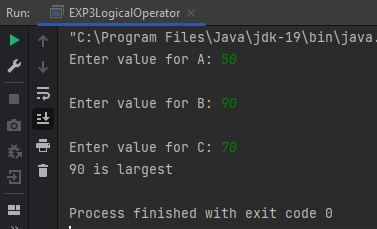 Run: EXP3LogicalOperator ×
"C:\Program Files\Java\jdk-19\bin\java.
Enter value for A: 50
Enter value for B: 90
Enter value for C: 70
90 is largest
Process finished with exit code 0